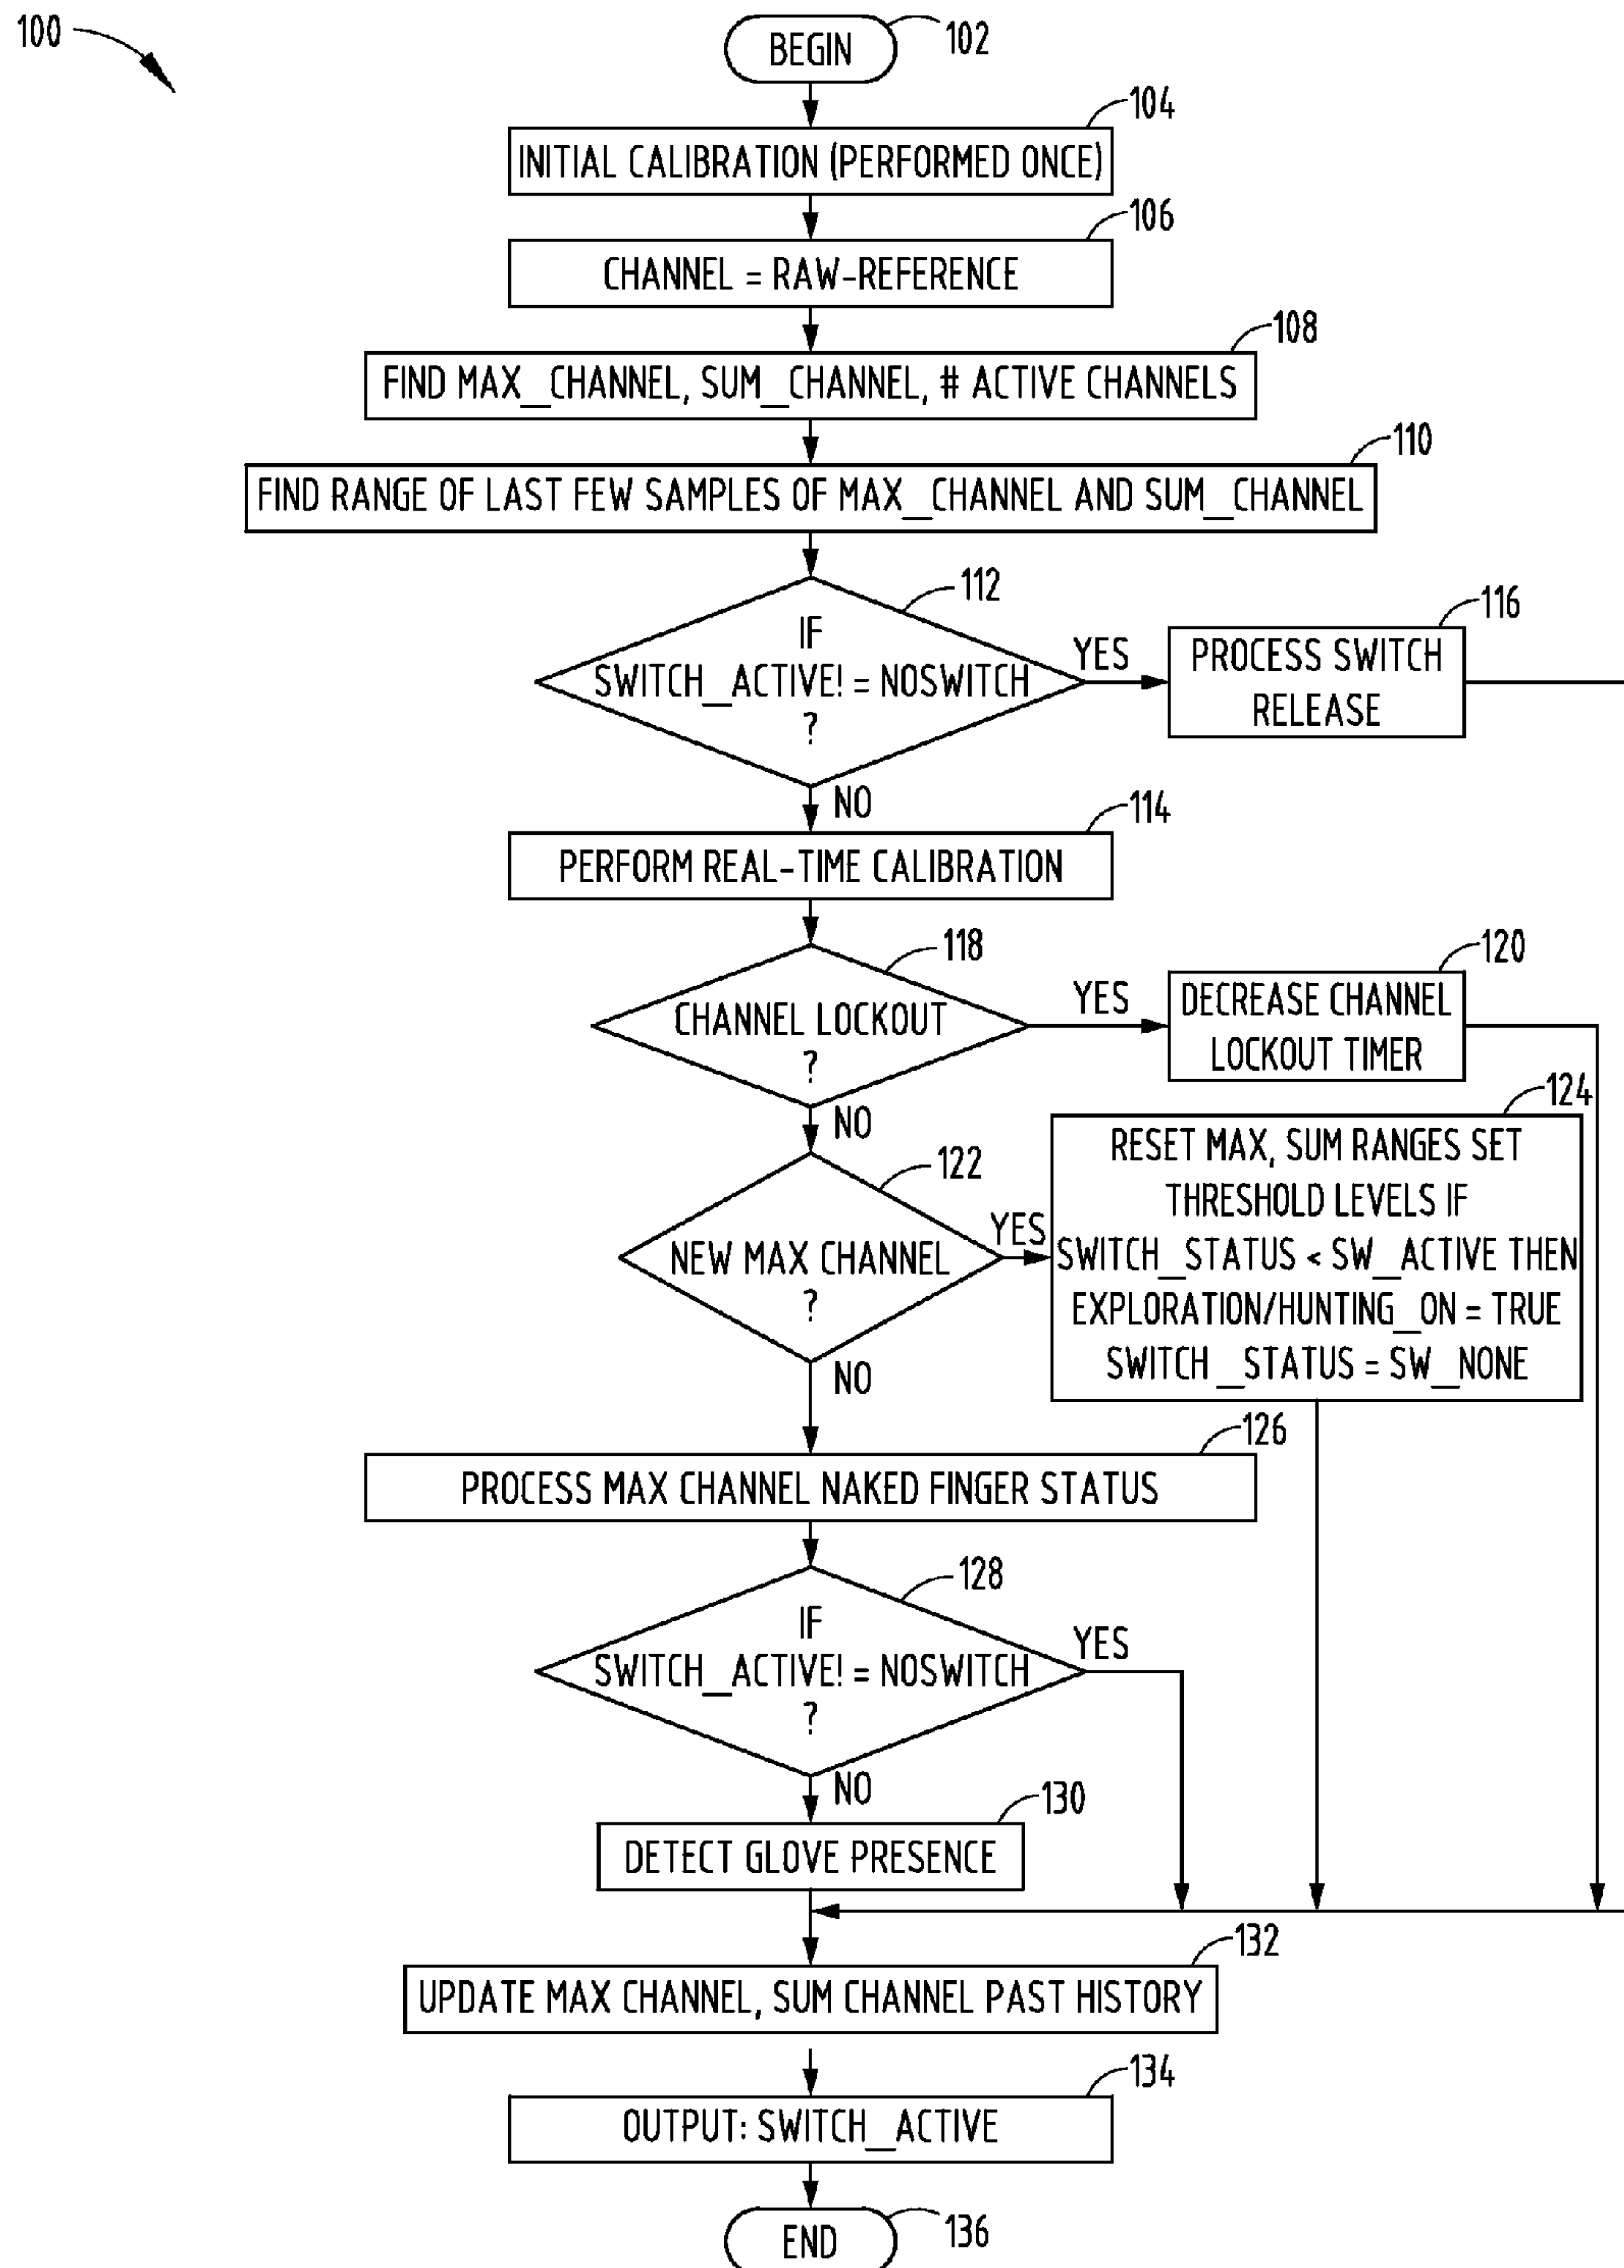 100
BEGIN
102
104
INITIAL CALIBRATION (PERFORMED ONCE)
106
CHANNEL = RAW-REFERENCE
108
FIND MAX_CHANNEL, SUM_CHANNEL, # ACTIVE CHANNELS
110
FIND RANGE OF LAST FEW SAMPLES OF MAX_CHANNEL AND SUM_CHANNEL
112
IF
SWITCH_ACTIVE! = NOSWITCH
?
YES
116
PROCESS SWITCH
RELEASE
NO
114
PERFORM REAL-TIME CALIBRATION
118
CHANNEL LOCKOUT
?
YES
120
DECREASE CHANNEL
LOCKOUT TIMER
NO
122
NEW MAX CHANNEL
?
YES
124
RESET MAX, SUM RANGES SET
THRESHOLD LEVELS IF
SWITCH_STATUS < SW_ACTIVE THEN
EXPLORATION/HUNTING_ON = TRUE
SWITCH_STATUS = SW_NONE
NO
126
PROCESS MAX CHANNEL NAKED FINGER STATUS
128
IF
SWITCH_ACTIVE! = NOSWITCH
?
YES
NO
130
DETECT GLOVE PRESENCE
132
UPDATE MAX CHANNEL, SUM CHANNEL PAST HISTORY
134
OUTPUT: SWITCH_ACTIVE
END
136